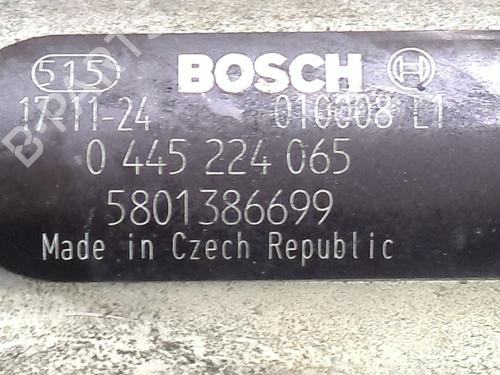 515 BOSCH
17-11-24 010008 L1
0 445 224 065
5801386699
Made in Czech Republic